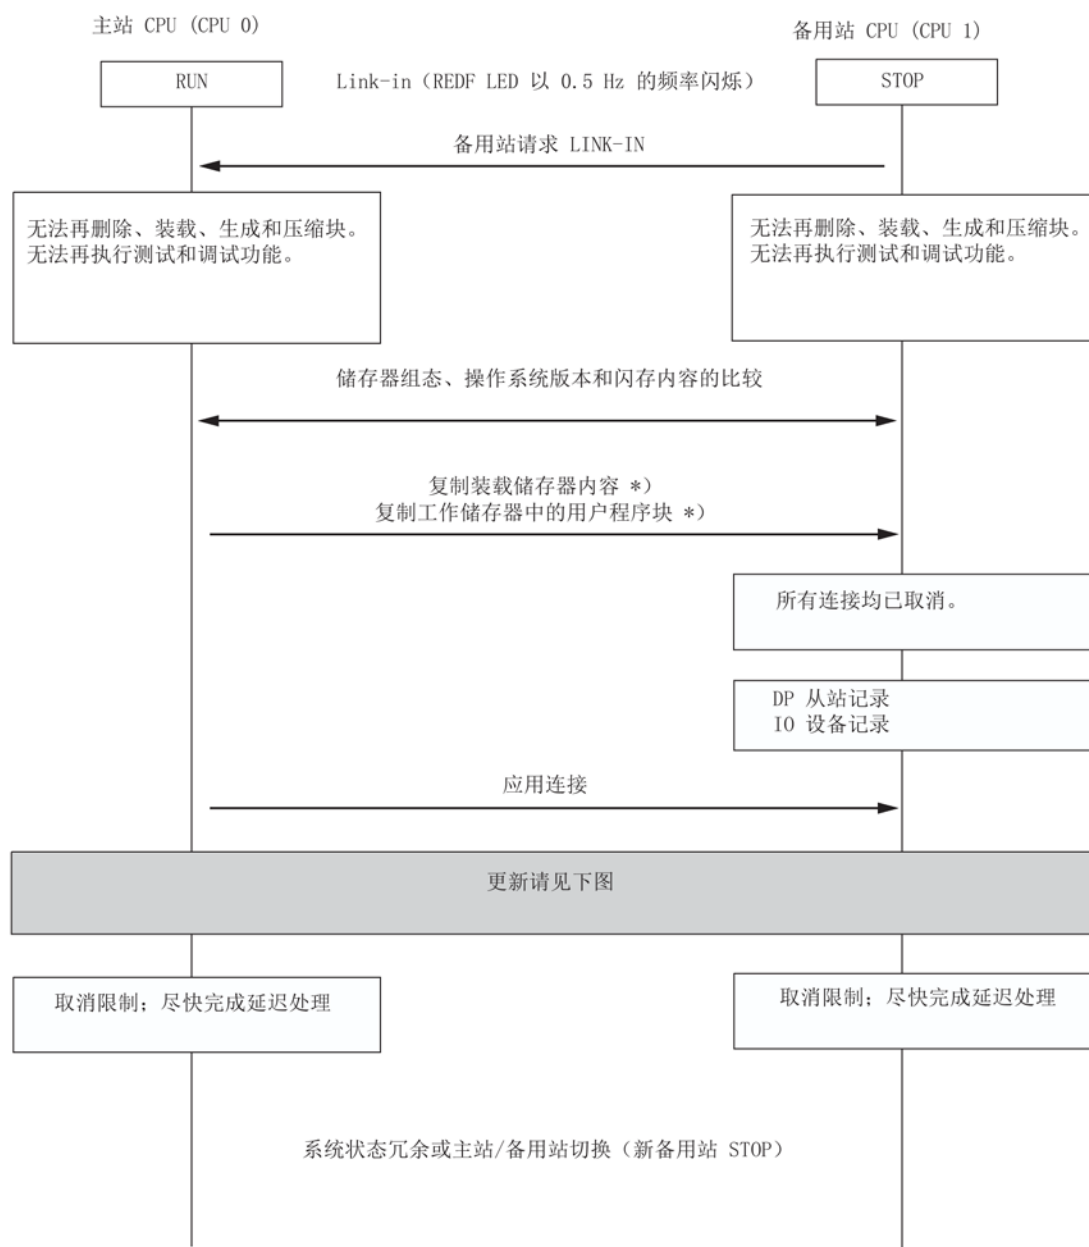 主站 CPU (CPU 0)
备用站 CPU (CPU 1)
RUN
Link-in（REDF LED 以 0.5 Hz 的频率闪烁）
STOP
备用站请求 LINK-IN
无法再删除、装载、生成和压缩块。
无法再执行测试和调试功能。
无法再删除、装载、生成和压缩块。
无法再执行测试和调试功能。
储存器组态、操作系统版本和闪存内容的比较
复制装载储存器内容 *)
复制工作储存器中的用户程序块 *)
所有连接均已取消。
DP 从站记录
IO 设备记录
应用连接
更新请见下图
取消限制；尽快完成延迟处理
取消限制；尽快完成延迟处理
系统状态冗余或主站/备用站切换（新备用站 STOP）